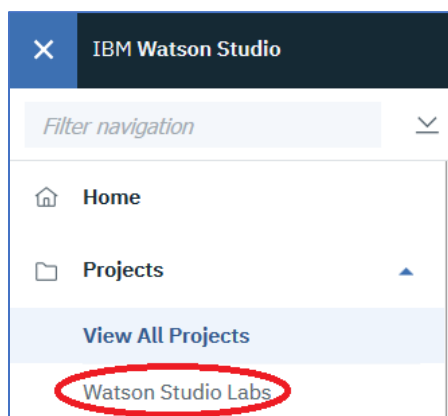 IBM Watson Studio
Filter navigation
Home
Projects
View All Projects
Watson Studio Labs